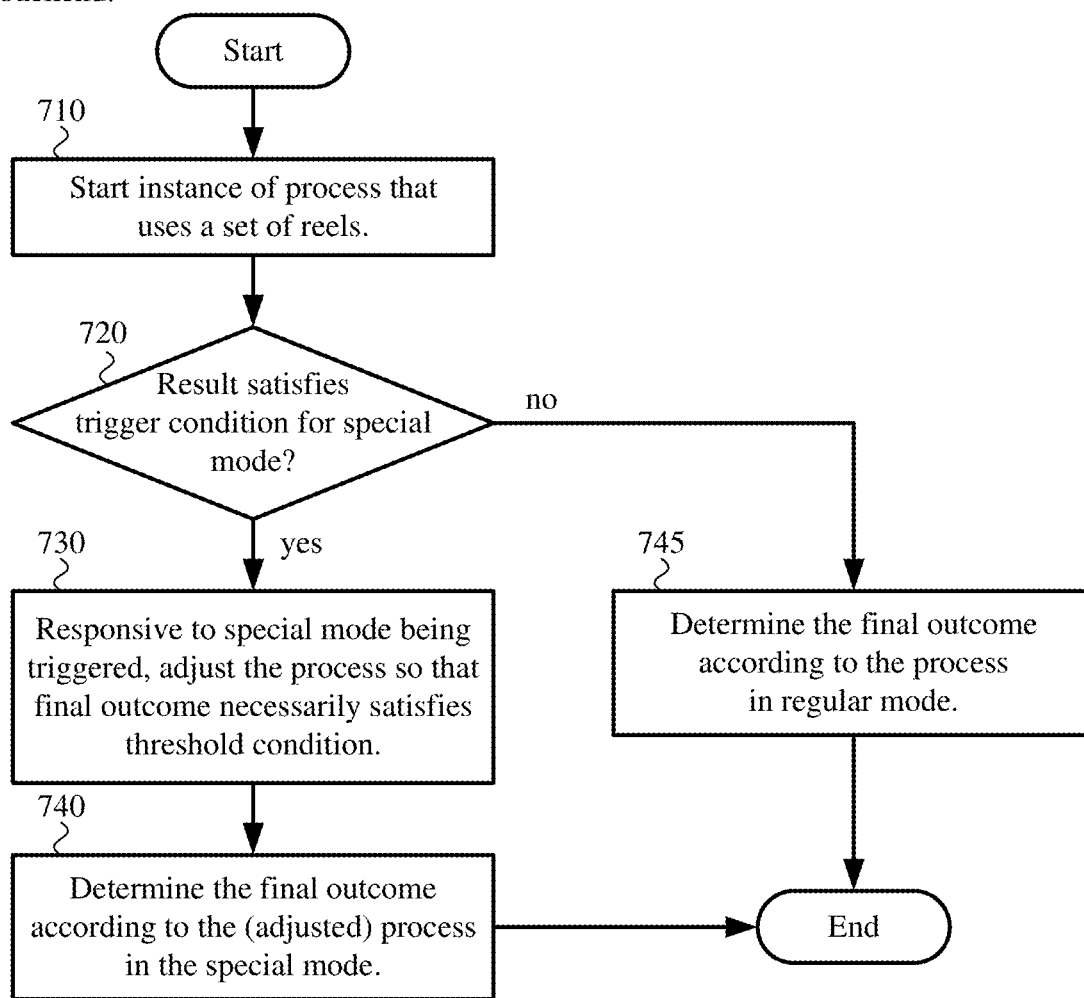 Start
710
Start instance of process that
uses a set of reels.
720
Result satisfies
trigger condition for special
mode?
no
yes
730
Responsive to special mode being
triggered, adjust the process so that
final outcome necessarily satisfies
threshold condition.
745
Determine the final outcome
according to the process
in regular mode.
740
Determine the final outcome
according to the (adjusted) process
in the special mode.
End